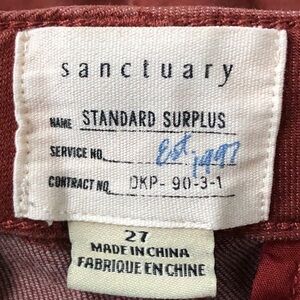 sanctuary
NAME STANDARD SURPLUS
SERVICE NO. Est. 1997
CONTRACT NO. DKP-90-3-1
27
MADE IN CHINA
FABRIQUE EN CHINE